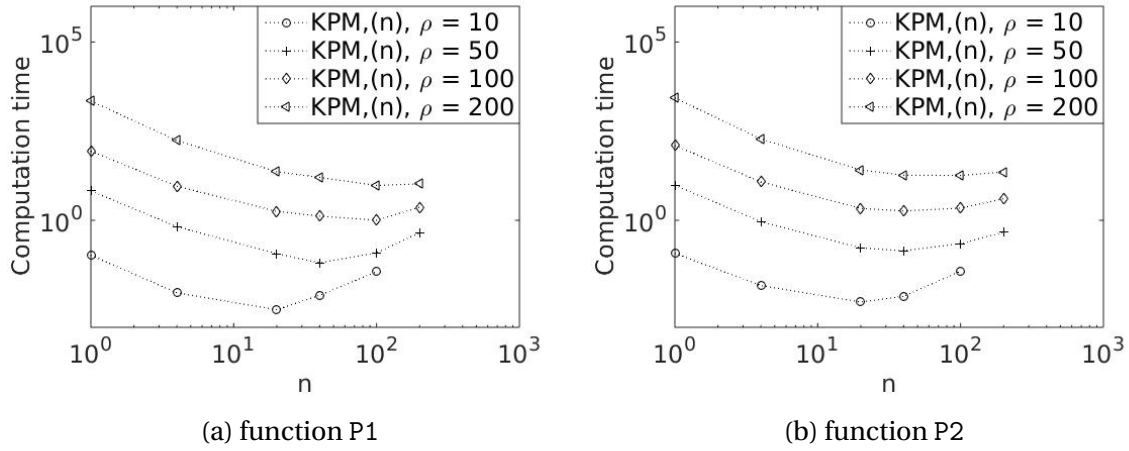 KPM,(n), ρ = 10
KPM,(n), ρ = 50
KPM,(n), ρ = 100
KPM,(n), ρ = 200
Computation time
10^5
10^0
10^0 10^1 10^2 10^3
n
(a) function P1
KPM,(n), ρ = 10
KPM,(n), ρ = 50
KPM,(n), ρ = 100
KPM,(n), ρ = 200
Computation time
10^5
10^0
10^0 10^1 10^2 10^3
n
(b) function P2